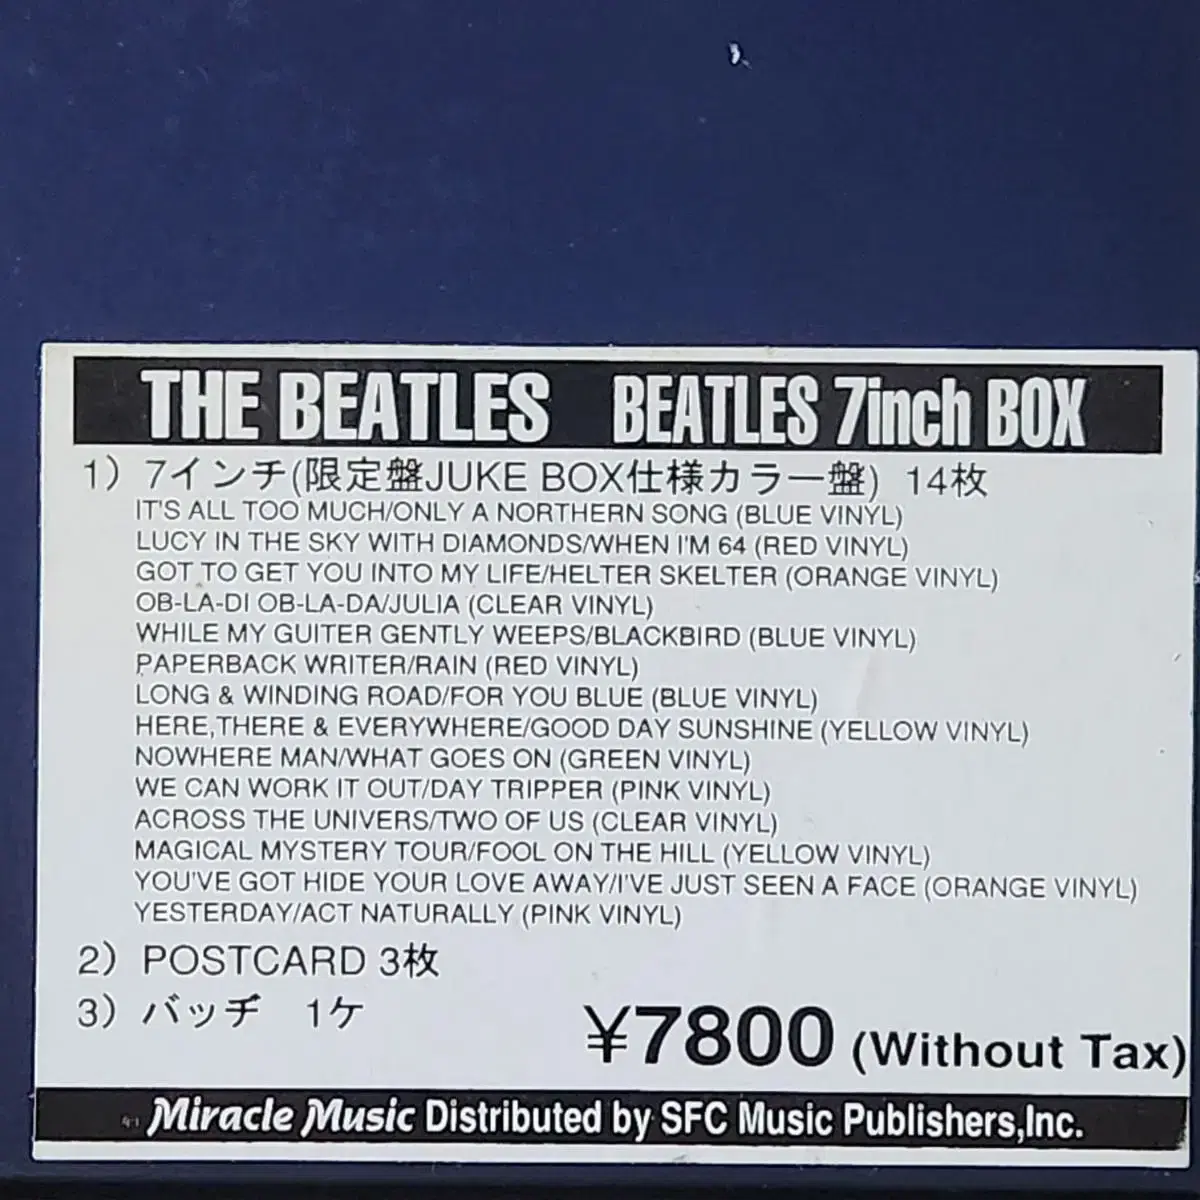 THE BEATLES BEATLES 7inch BOX
1) 7インチ(限定盤JUKE BOX仕様カラー盤) 14枚
IT'S ALL TOO MUCH/ONLY A NORTHERN SONG (BLUE VINYL)
LUCY IN THE SKY WITH DIAMONDS/WHEN I'M 64 (RED VINYL)
GOT TO GET YOU INTO MY LIFE/HELTER SKELTER (ORANGE VINYL)
OB-LA-DI OB-LA-DA/JULIA (CLEAR VINYL)
WHILE MY GUITER GENTLY WEEPS/BLACKBIRD (BLUE VINYL)
PAPERBACK WRITER/RAIN (RED VINYL)
LONG & WINDING ROAD/FOR YOU BLUE (BLUE VINYL)
HERE,THERE & EVERYWHERE/GOOD DAY SUNSHINE (YELLOW VINYL)
NOWHERE MAN/WHAT GOES ON (GREEN VINYL)
WE CAN WORK IT OUT/DAY TRIPPER (PINK VINYL)
ACROSS THE UNIVERS/TWO OF US (CLEAR VINYL)
MAGICAL MYSTERY TOUR/FOOL ON THE HILL (YELLOW VINYL)
YOU'VE GOT HIDE YOUR LOVE AWAY/I'VE JUST SEEN A FACE (ORANGE VINYL)
YESTERDAY/ACT NATURALLY (PINK VINYL)
2) POSTCARD 3枚
3) バッヂ 1ケ
¥7800 (Without Tax)
Miracle Music Distributed by SFC Music Publishers,Inc.